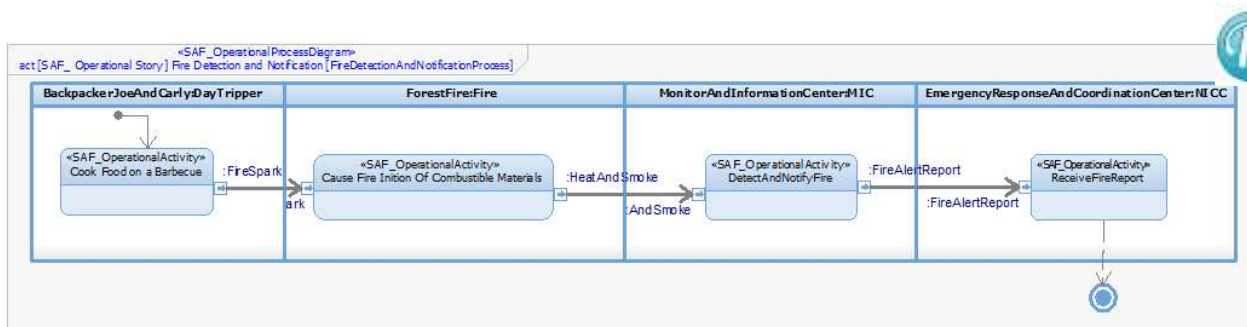 «SAF_OperationalProcessDiagram»
act [SAF_ Operational Story] Fire Detection and Notification [FireDetectionAndNotificationProcess]
BackpackerJoeAndCarly:DayTripper
ForestFire:Fire
MonitorAndInformationCenter:MIC
EmergencyResponseAndCoordinationCenter:NICC
«SAF_OperationalActivity»
Cook Food on a Barbecue
:FireSpark
ark
«SAF_OperationalActivity»
Cause Fire Inition Of Combustible Materials
:HeatAndSmoke
:AndSmoke
«SAF_OperationalActivity»
DetectAndNotifyFire
:FireAlertReport
:FireAlertReport
«SAF_OperationalActivity»
ReceiveFireReport